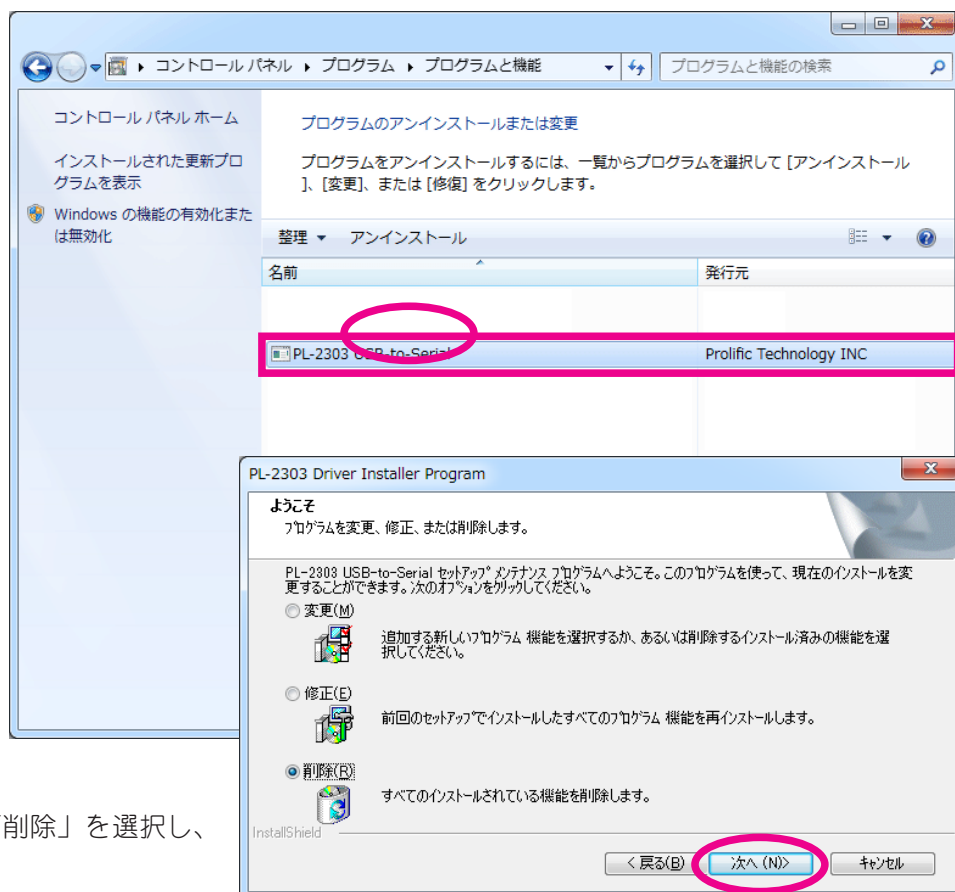 コントロール パネル ▸ プログラム ▸ プログラムと機能
プログラムと機能の検索
コントロール パネル ホーム
インストールされた更新プロ
グラムを表示
Windows の機能の有効化また
は無効化
プログラムのアンインストールまたは変更
プログラムをアンインストールするには、一覧からプログラムを選択して [アンインストール
]、[変更]、または [修復] をクリックします。
整理 ▼ アンインストール
名前 発行元
PL-2303 USB-to-Serial Prolific Technology INC
PL-2303 Driver Installer Program
ようこそ
プログラムを変更、修正、または削除します。
PL-2303 USB-to-Serial セットアップ メンテナンス プログラムへようこそ。このプログラムを使って、現在のインストールを変
更することができます。次のオプションをクリックしてください。
変更(M)
追加する新しいプログラム 機能を選択するか、あるいは削除するインストール済みの機能を選
択してください。
修正(E)
前回のセットアップでインストールしたすべてのプログラム 機能を再インストールします。
削除(R)
すべてのインストールされている機能を削除します。
InstallShield
< 戻る(B) 次へ (N)> キャンセル
「削除」を選択し、